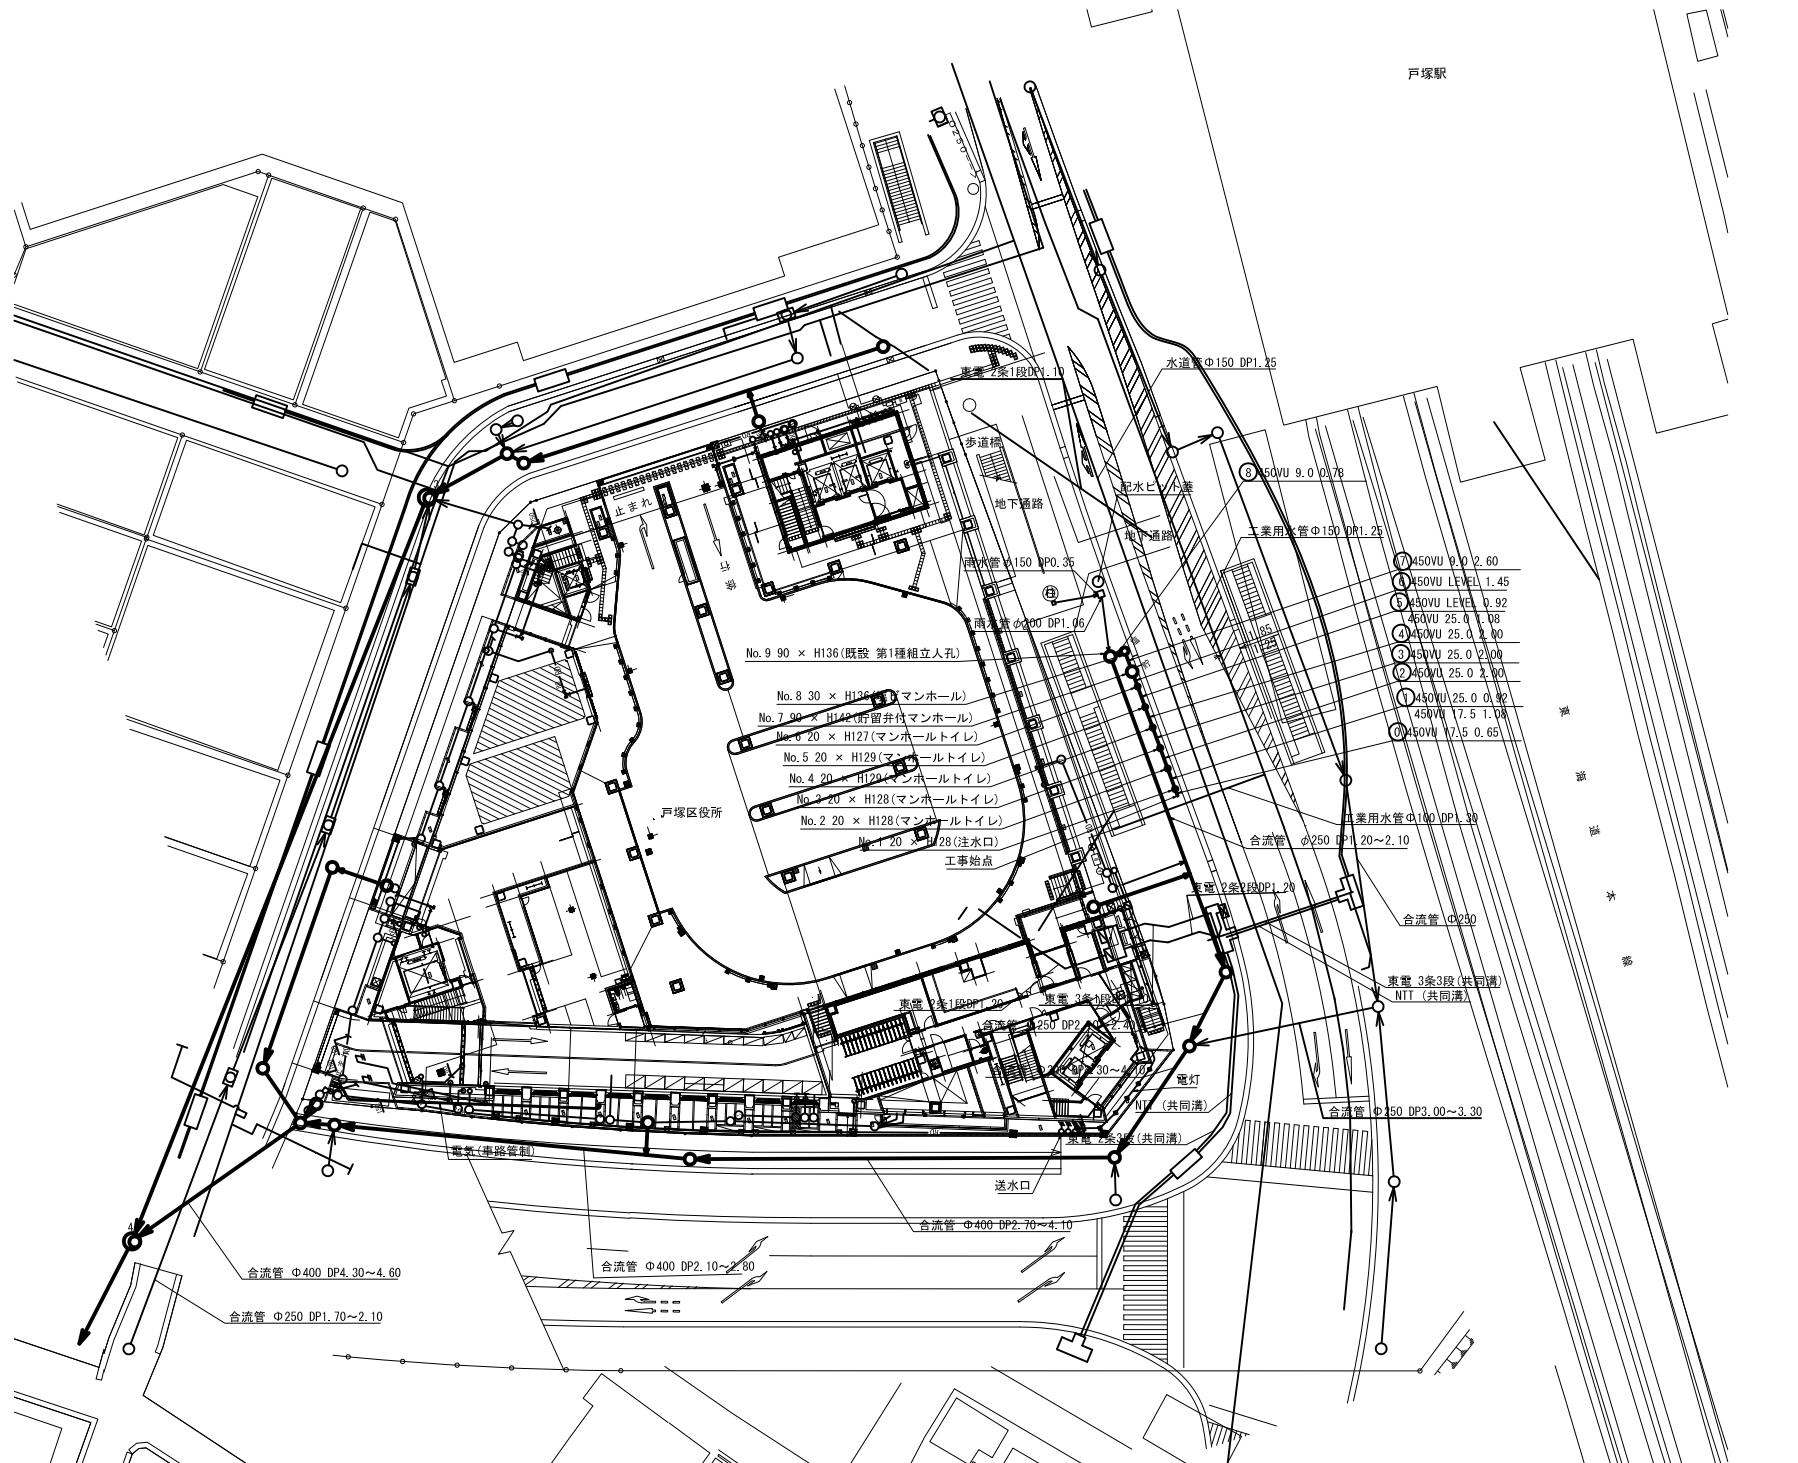 戸塚駅
東電 2条1段DP1.10
水道管Φ150 DP1.25
歩道橋
⑧ 450VU 9.0 0.78
配水ピット蓋
地下通路
地下通路
工業用水管Φ150 DP1.25
止まれ
雨水管φ150 DP0.35
⑦ 450VU 9.0 2.60
⑥ 450VU LEVEL 1.45
⑤ 450VU LEVEL 0.92
450VU 25.0 1.08
雨水管φ200 DP1.06
④ 450VU 25.0 2.00
No.9 90 × H136(既設 第1種組立人孔)
③ 450VU 25.0 2.00
② 450VU 25.0 2.00
① 450VU 25.0 0.92
450VU 17.5 1.08
⓪ 450VU 17.5 0.65
No.7 90 × H142(貯留弁付マンホール)
No.6 20 × H127(マンホールトイレ)
No.5 20 × H129(マンホールトイレ)
No.4 20 × H129(マンホールトイレ)
No.3 20 × H128(マンホールトイレ)
No.2 20 × H128(マンホールトイレ)
No.1 20 × H128(注水口)
工事始点
戸塚区役所
東海道本線
工業用水管Φ100 DP1.30
合流管 φ250 DP1.20～2.10
東電 2条2段DP1.20
合流管 Φ250
東電 3条3段(共同溝)
NTT (共同溝)
東電 2条1段DP1.20
電灯
NTT (共同溝)
合流管 Φ250 DP3.00～3.30
東電 2条3段(共同溝)
電気(車路管制)
送水口
合流管 Φ400 DP2.70～4.10
合流管 Φ400 DP2.10～2.80
合流管 Φ400 DP4.30～4.60
合流管 Φ250 DP1.70～2.10